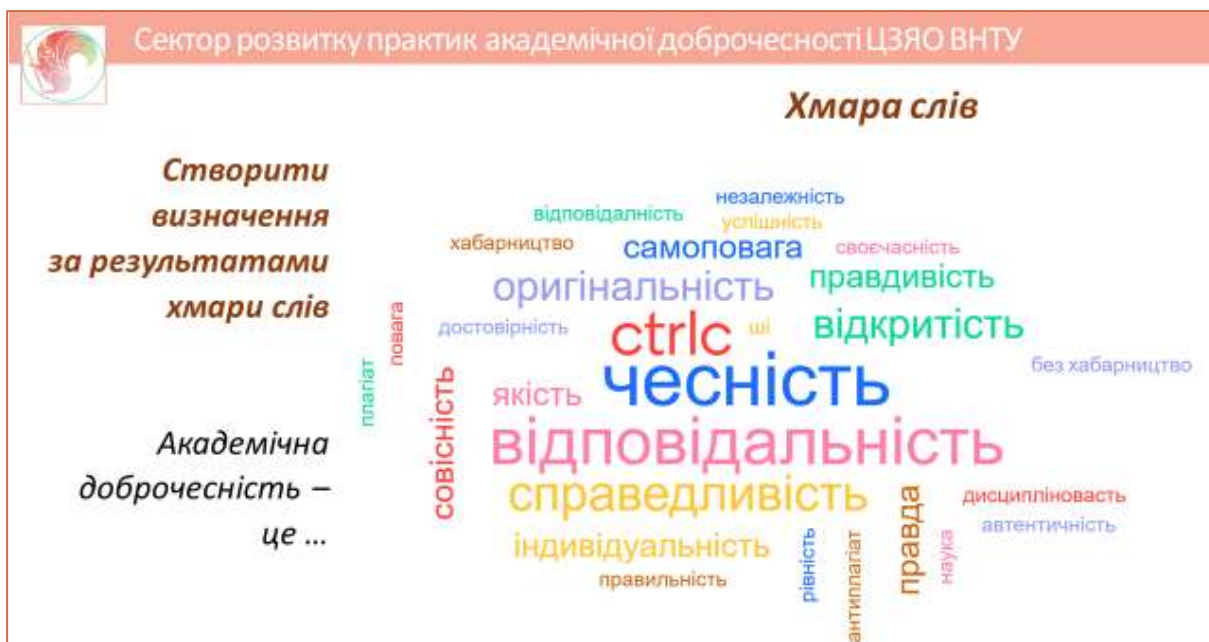 Сектор розвитку практик академічної доброчесності ЦЗЯО ВНТУ
Хмара слів
Створити
визначення
за результатами
хмари слів
Академічна
доброчесність –
це ...
незалежність
відповідалність
успішність
хабарництво
самоповага
своєчасність
оригінальність
правдивість
повага
достовірність
ctrlc
ші
відкритість
плагіат
без хабарництво
совісність
якість
чесність
відповідальність
справедливість
правда
дисципліновасть
автентичність
індивідуальність
рівність
антиплагіат
наука
правильність